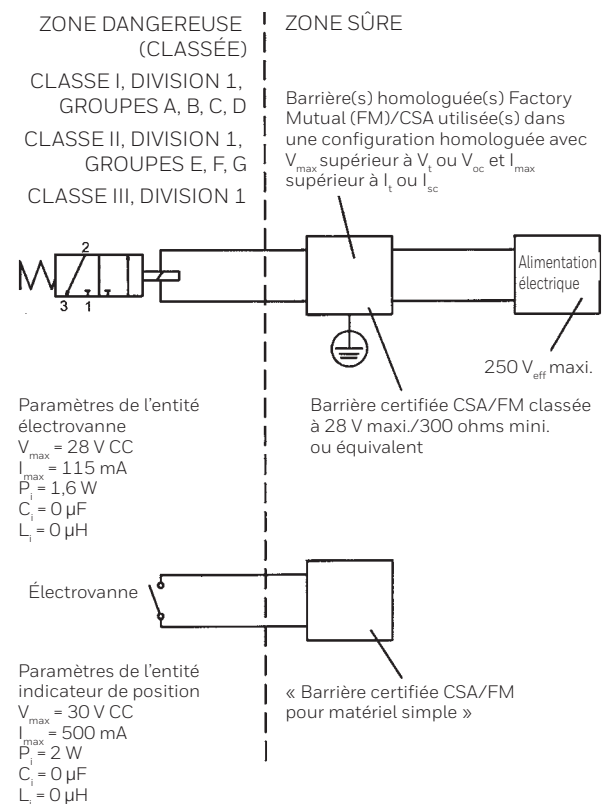 ZONE DANGEREUSE
(CLASSÉE)
CLASSE I, DIVISION 1,
GROUPES A, B, C, D
CLASSE II, DIVISION 1,
GROUPES E, F, G
CLASSE III, DIVISION 1
ZONE SÛRE
Barrière(s) homologuée(s) Factory
Mutual (FM)/CSA utilisée(s) dans
une configuration homologuée avec
Vmax supérieur à Vt ou Voc et Imax
supérieur à It ou Isc
2
3 1
Alimentation
électrique
250 Veff maxi.
Barrière certifiée CSA/FM classée
à 28 V maxi./300 ohms mini.
ou équivalent
Paramètres de l’entité
électrovanne
Vmax = 28 V CC
Imax = 115 mA
Pi = 1,6 W
Ci = 0 µF
Li = 0 µH
Électrovanne
« Barrière certifiée CSA/FM
pour matériel simple »
Paramètres de l’entité
indicateur de position
Vmax = 30 V CC
Imax = 500 mA
Pi = 2 W
Ci = 0 µF
Li = 0 µH